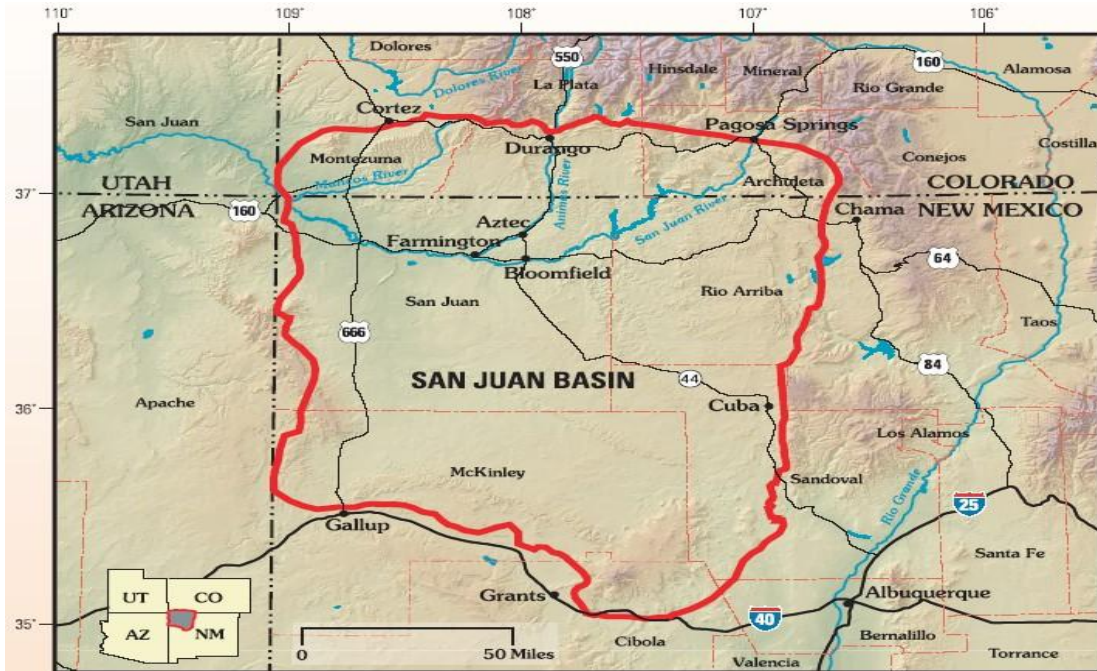 110°
109°
108°
107°
106°
Dolores
550
La Plata
Hinsdale
Mineral
160
Alamosa
Rio Grande
Dolores River
Cortez
San Juan
Durango
Pagosa Springs
Costilla
Conejos
Montezuma
Mancos River
Archuleta
37°
UTAH
COLORADO
ARIZONA
160
NEW MEXICO
Chama
Animas River
Aztec
San Juan River
Farmington
Bloomfield
64
San Juan
Rio Arriba
Taos
666
84
SAN JUAN BASIN
44
Apache
Cuba
36°
Los Alamos
McKinley
Sandoval
Rio Grande
25
Gallup
Santa Fe
UT
CO
AZ
NM
Grants
Albuquerque
40
35°
Cibola
Bernalillo
0
50 Miles
Valencia
Torrance